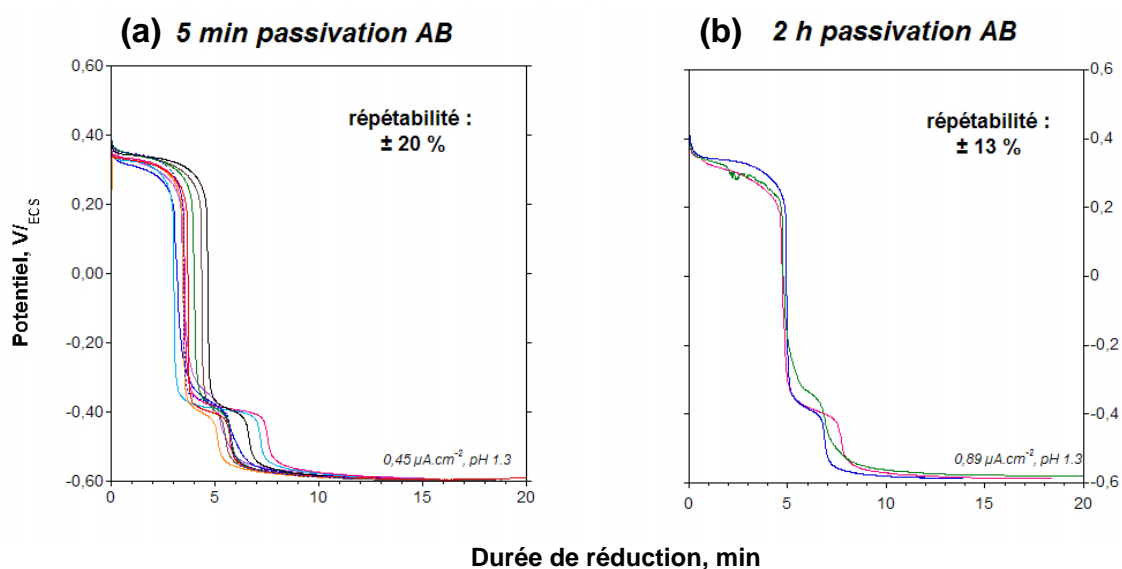 (a) 5 min passivation AB
(b) 2 h passivation AB
répétabilité :
± 20 %
répétabilité :
± 13 %
Potentiel, V/ECS
0,60
0,40
0,20
0,00
-0,20
-0,40
-0,60
0,6
0,4
0,2
0
-0,2
-0,4
-0,6
0,45 µA.cm-2, pH 1.3
0,89 µA.cm-2, pH 1.3
0 5 10 15 20
0 5 10 15 20
Durée de réduction, min